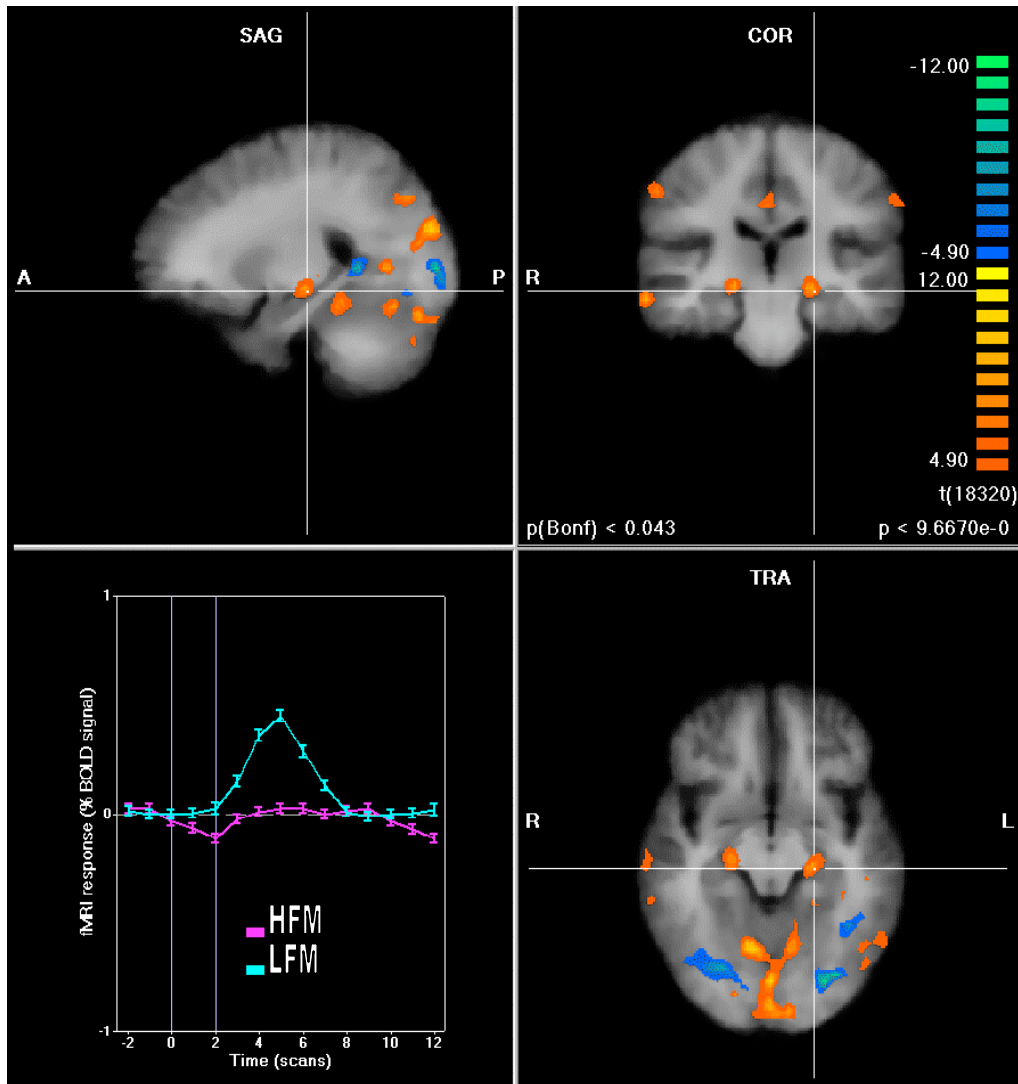 SAG
A
P
COR
R
-12.00
-4.90
12.00
4.90
t(18320)
p(Bonf) < 0.043
p < 9.6670e-0
1
0
-1
fMRI response (% BOLD signal)
HFM
LFM
-2 0 2 4 6 8 10 12
Time (scans)
TRA
R
L